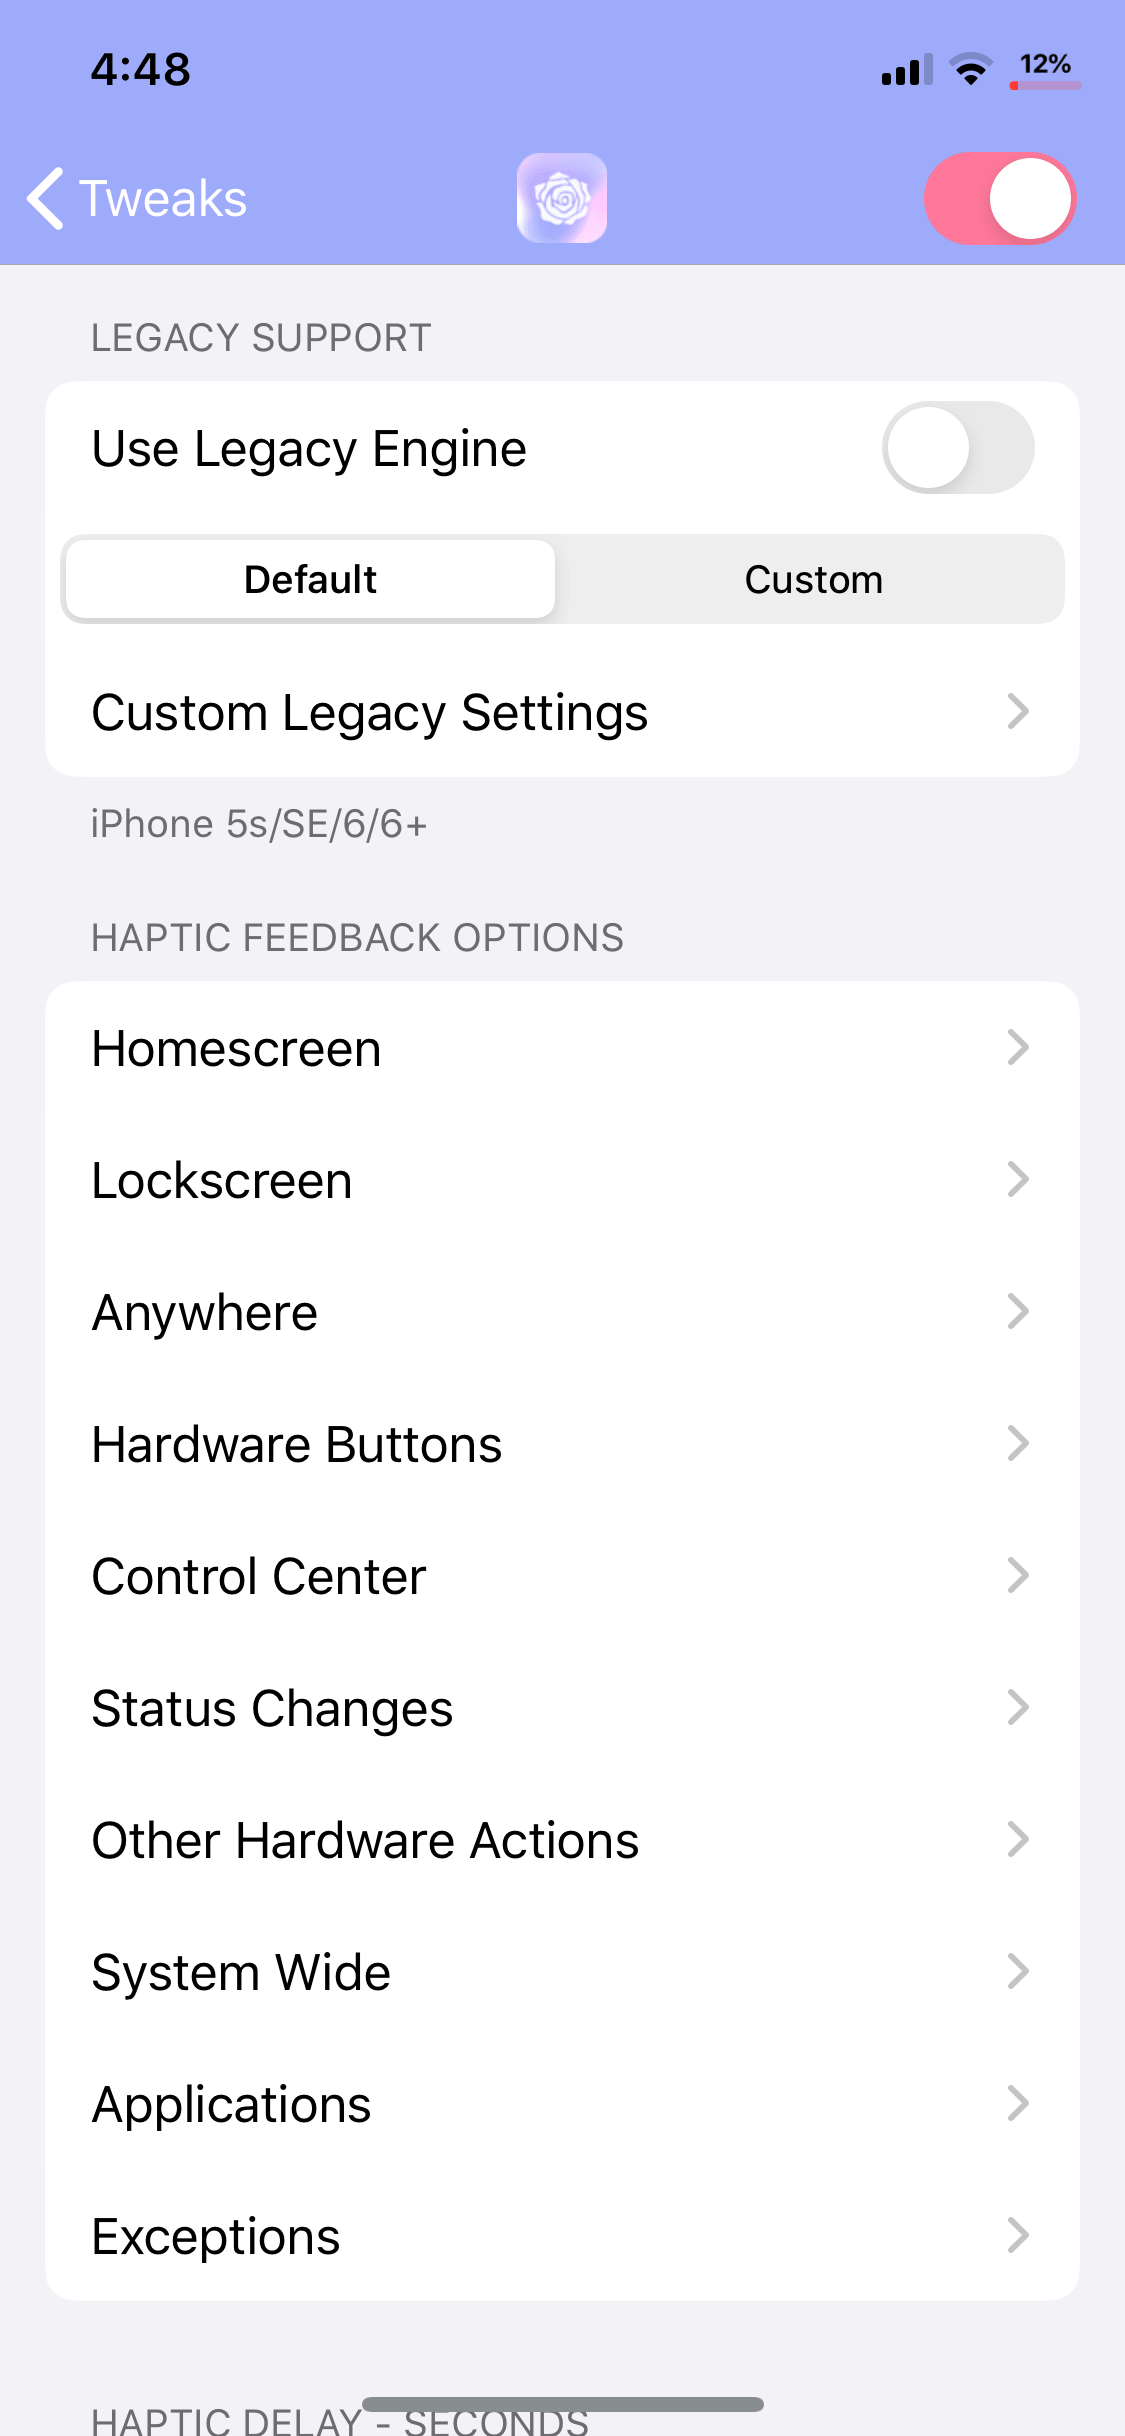 4:48
12%
Tweaks
LEGACY SUPPORT
Use Legacy Engine
Default
Custom
Custom Legacy Settings
iPhone 5s/SE/6/6+
HAPTIC FEEDBACK OPTIONS
Homescreen
Lockscreen
Anywhere
Hardware Buttons
Control Center
Status Changes
Other Hardware Actions
System Wide
Applications
Exceptions
HAPTIC DELAY - SECONDS